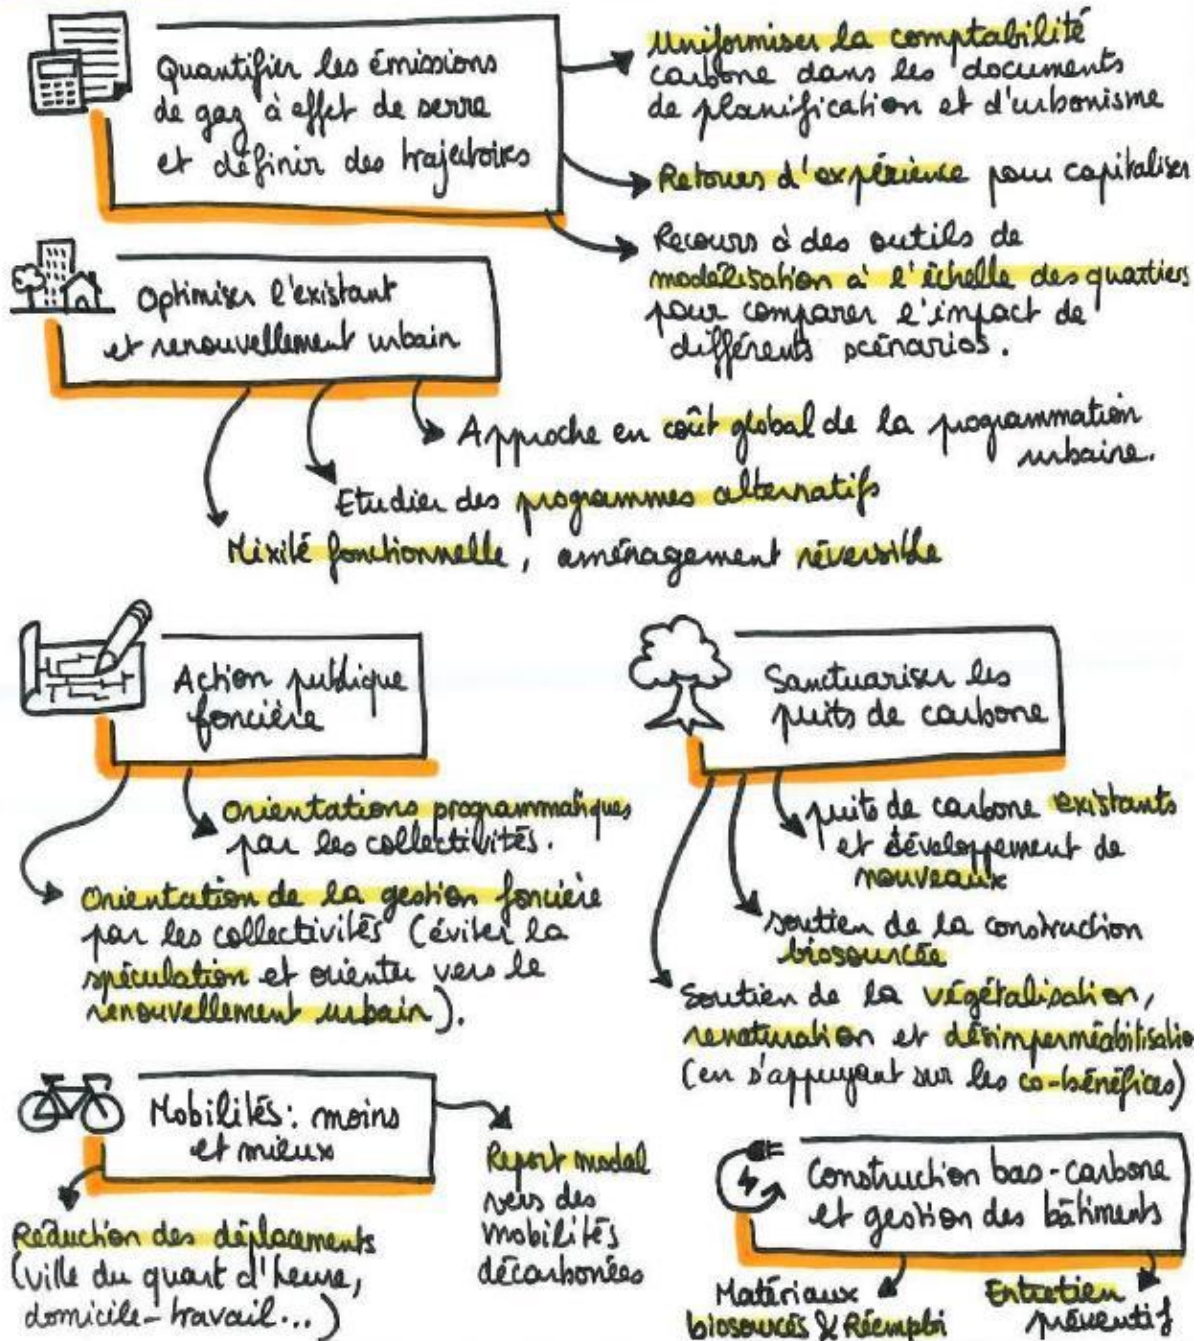 Quantifier les émissions
de gaz à effet de serre
et définir des trajectoires
Uniformiser la comptabilité
carbone dans les documents
de planification et d'urbanisme
Retours d'expérience pour capitaliser
Recours à des outils de
modélisation à l'échelle des quartiers
pour comparer l'impact de
différents scénarios.
Optimiser l'existant
et renouvellement urbain
Approche en coût global de la programmation
urbaine.
Etudier des programmes alternatifs
Mixité fonctionnelle, aménagement réversible
Action publique
foncière
Orientations programmatiques
par les collectivités.
Orientation de la gestion foncière
par les collectivités (éviter la
spéculation et orienter vers le
renouvellement urbain).
Sanctuariser les
puits de carbone
puits de carbone existants
et développement de
nouveaux
soutien de la construction
biosourcée
Soutien de la végétalisation,
renaturation et désimperméabilisatio
(en s'appuyant sur les co-bénéfices)
Mobilités: moins
et mieux
Report modal
vers des
mobilités
décarbonées
Réduction des déplacements
(ville du quart d'heure,
domicile-travail...)
Construction bas-carbone
et gestion des bâtiments
Matériaux
biosourcés & Réemploi
Entretien
préventif